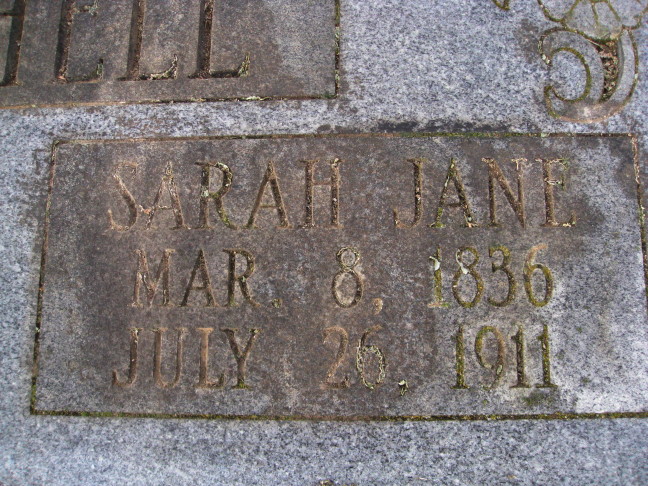 SARAH JANE
MAR. 8, 1836
JULY 26, 1911